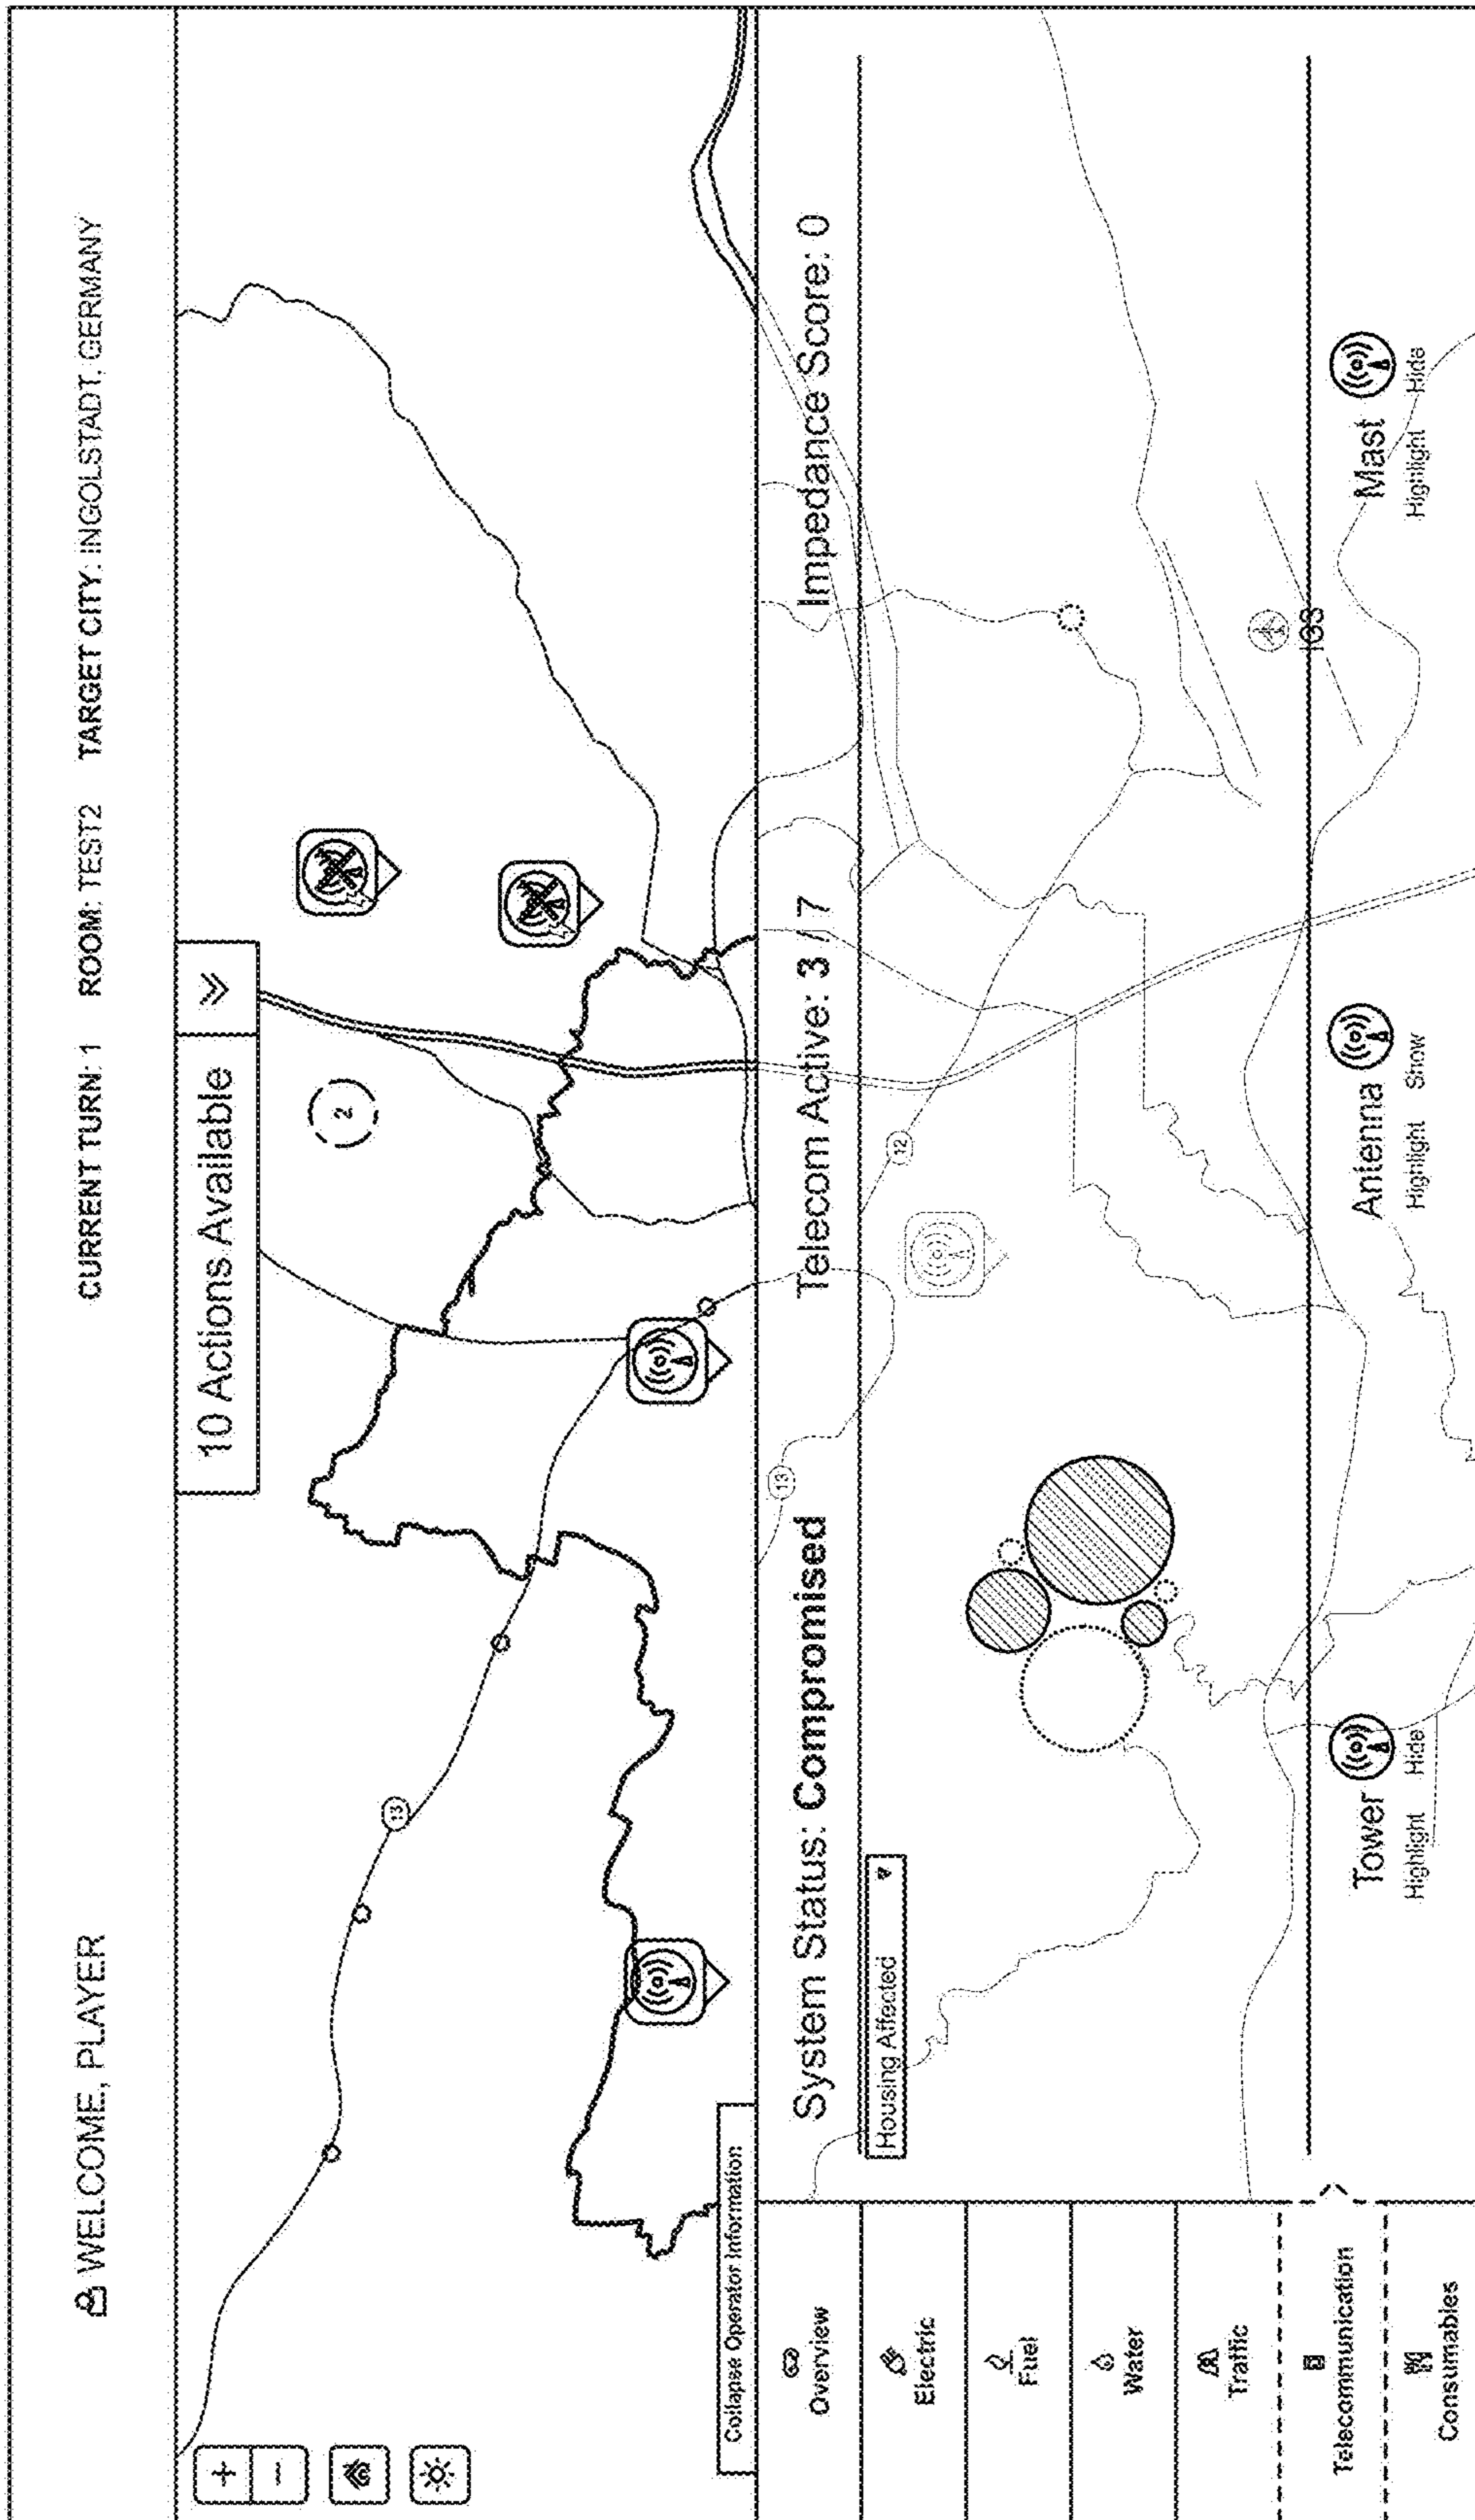 WELCOME, PLAYER
CURRENT TURN: 1 ROOM: TEST2 TARGET CITY: INGOLSTADT, GERMANY
10 Actions Available
2
13
Collapse Operator Information
System Status: Compromised
Telecom Active: 3 / 7
Impedance Score: 0
13
12
Housing Affected
IGS
Overview
Electric
Fuel
Water
Traffic
Telecommunication
Consumables
Tower
Highlight Hide
Antenna
Highlight Show
Mast
Highlight Hide